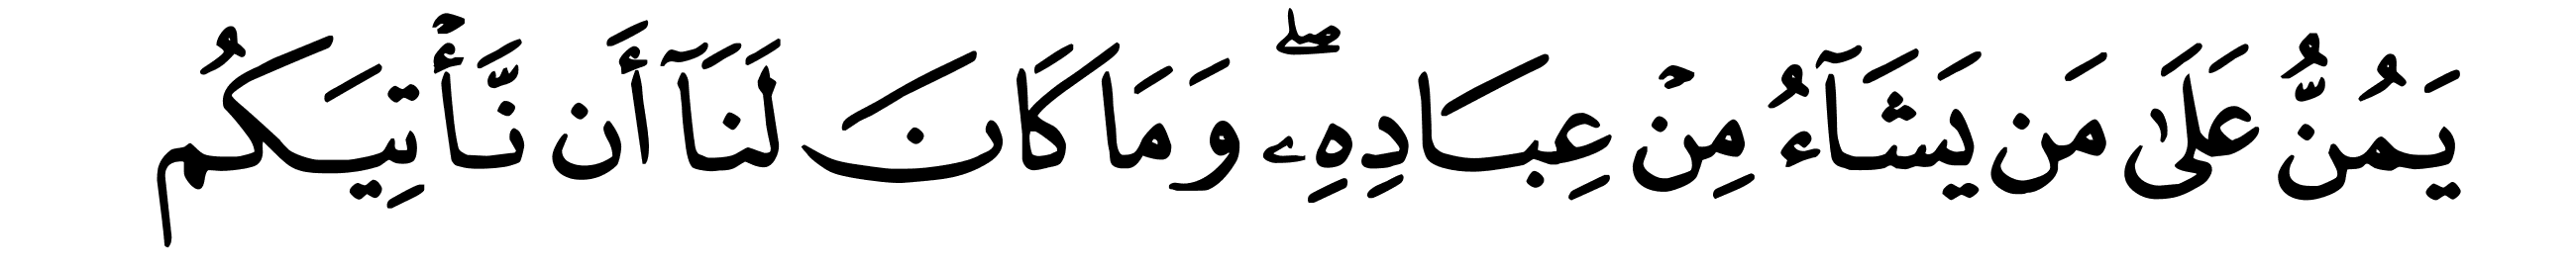 يَمُنُّ عَلَىٰ مَن يَشَآءُ مِنْ عِبَادِهِۦ ۖ وَمَا كَانَ لَنَآ أَن نَّأْتِيَكُم